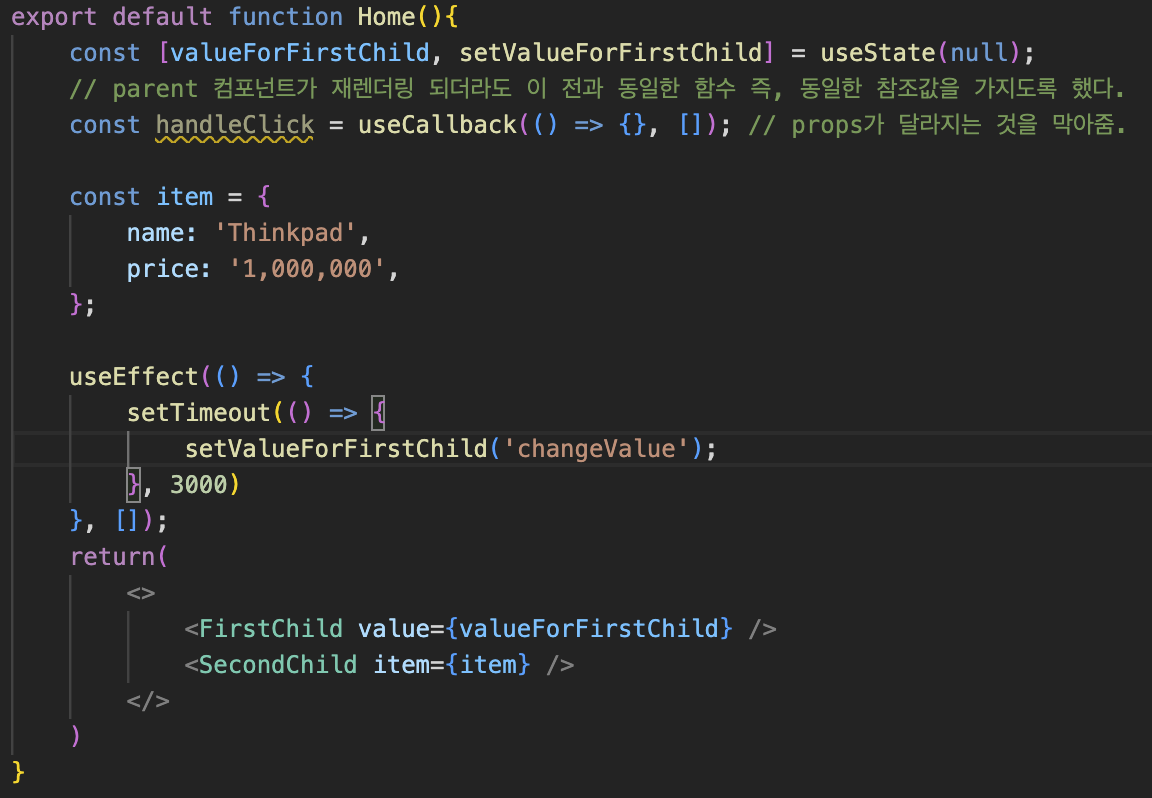 export default function Home(){
    const [valueForFirstChild, setValueForFirstChild] = useState(null);
    // parent 컴포넌트가 재렌더링 되더라도 이 전과 동일한 함수 즉, 동일한 참조값을 가지도록 했다.
    const handleClick = useCallback(() => {}, []); // props가 달라지는 것을 막아줌.

    const item = {
        name: 'Thinkpad',
        price: '1,000,000',
    };

    useEffect(() => {
        setTimeout(() => {
            setValueForFirstChild('changeValue');
        }, 3000)
    }, []);
    return(
        <>
            <FirstChild value={valueForFirstChild} />
            <SecondChild item={item} />
        </>
    )
}